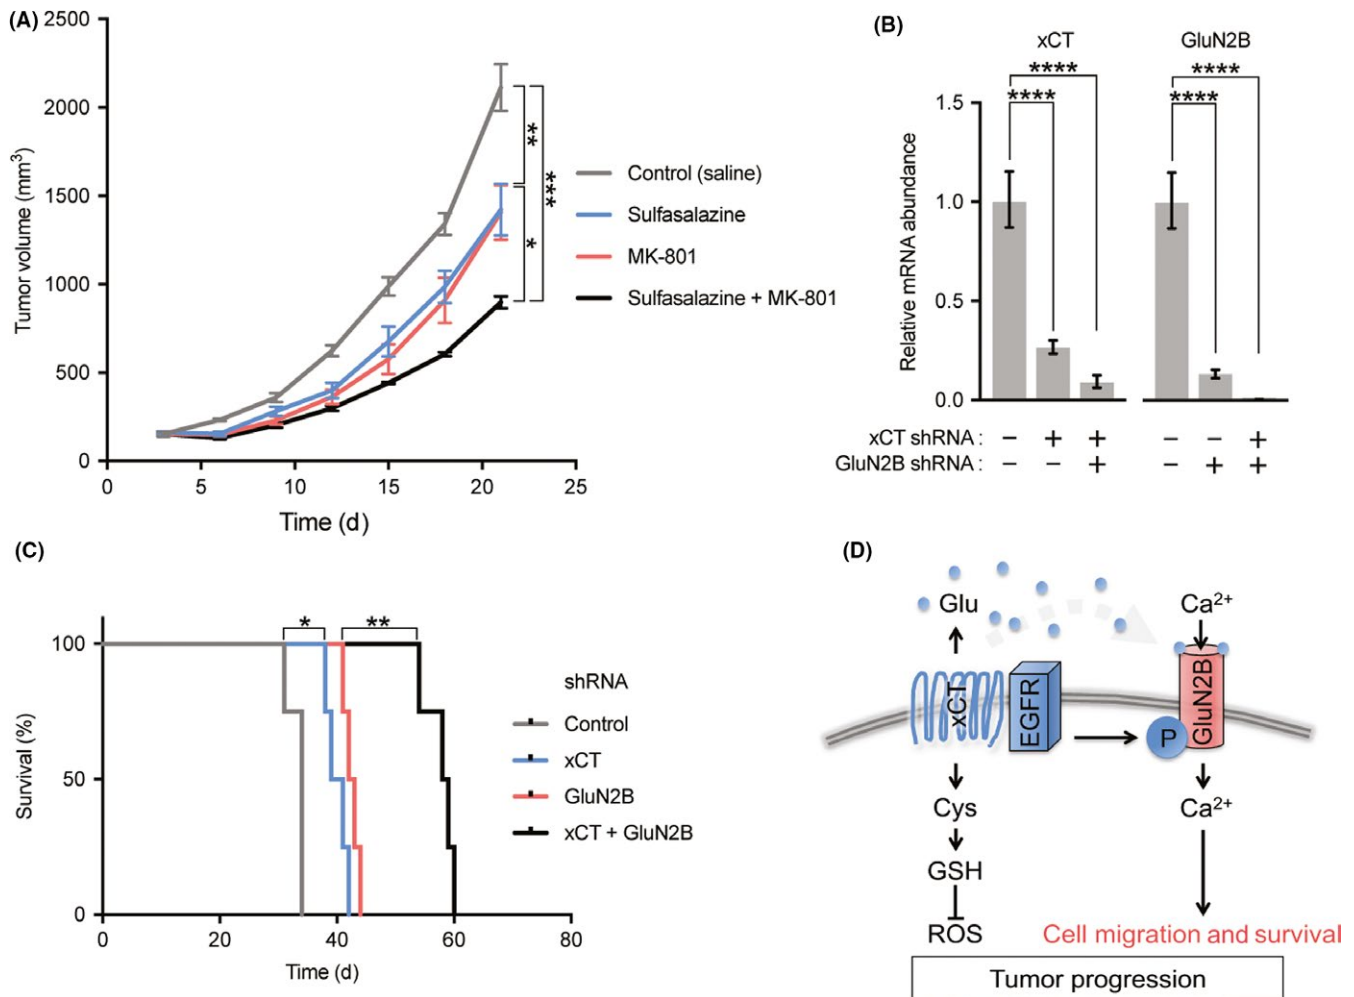 (A)
2500
2000
1500
1000
500
0
Tumor volume (mm³)
0 5 10 15 20 25
Time (d)
**
***
*
Control (saline)
Sulfasalazine
MK-801
Sulfasalazine + MK-801
(B)
xCT GluN2B
**** ****
**** ****
1.5
1.0
0.5
0.0
Relative mRNA abundance
xCT shRNA : − + + − − +
GluN2B shRNA : − − + − + +
(C)
* **
100
50
0
Survival (%)
0 20 40 60 80
Time (d)
shRNA
Control
xCT
GluN2B
xCT + GluN2B
(D)
Glu Ca²⁺
xCT
EGFR
P
GluN2B
Cys Ca²⁺
GSH
ROS Cell migration and survival
Tumor progression